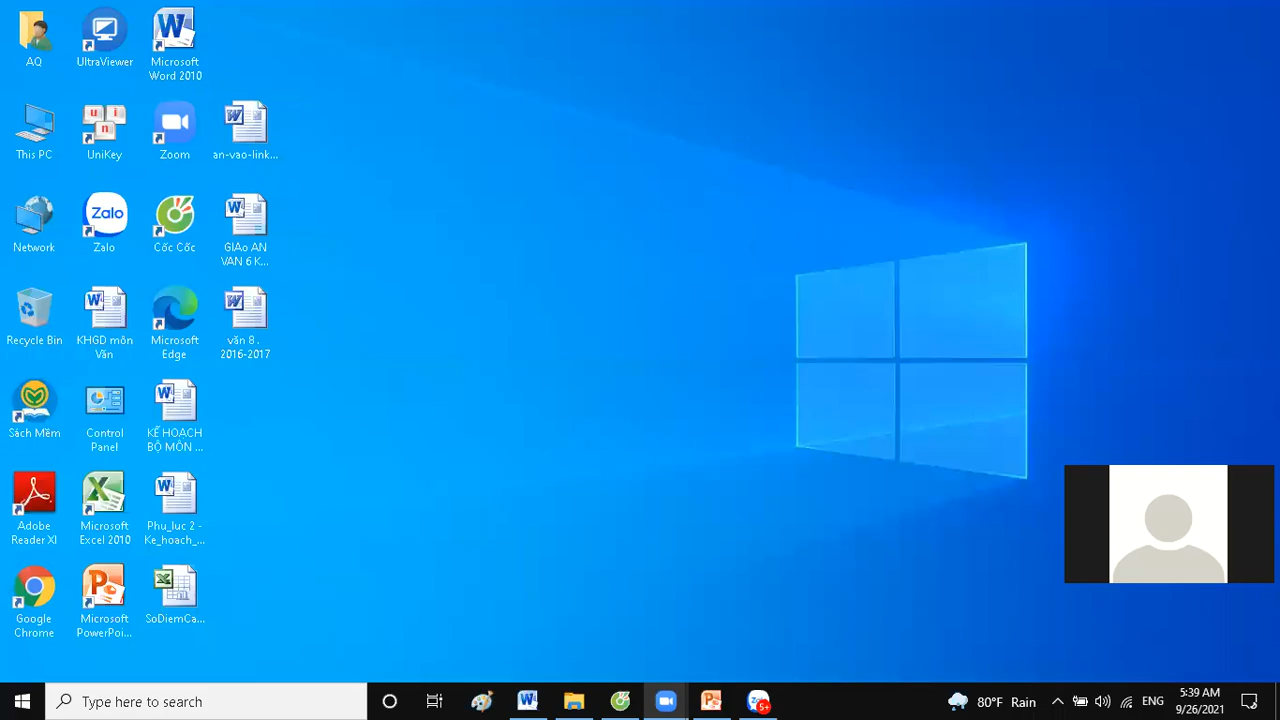 AQ
UltraViewer
Microsoft
Word 2010
This PC
UniKey
Zoom
an-vao-link...
Network
Zalo
Cốc Cốc
GIAo AN
VAN 6 K...
Recycle Bin
KHGD môn
Văn
Microsoft
Edge
văn 8 .
2016-2017
Sách Mềm
Control
Panel
KẾ HOẠCH
BỘ MÔN ...
Adobe
Reader XI
Microsoft
Excel 2010
Phu_luc 2 -
Ke_hoach_...
Google
Chrome
Microsoft
PowerPoi...
SoDiemCa...
Type here to search
5+
80°F Rain
ENG
5:39 AM
9/26/2021